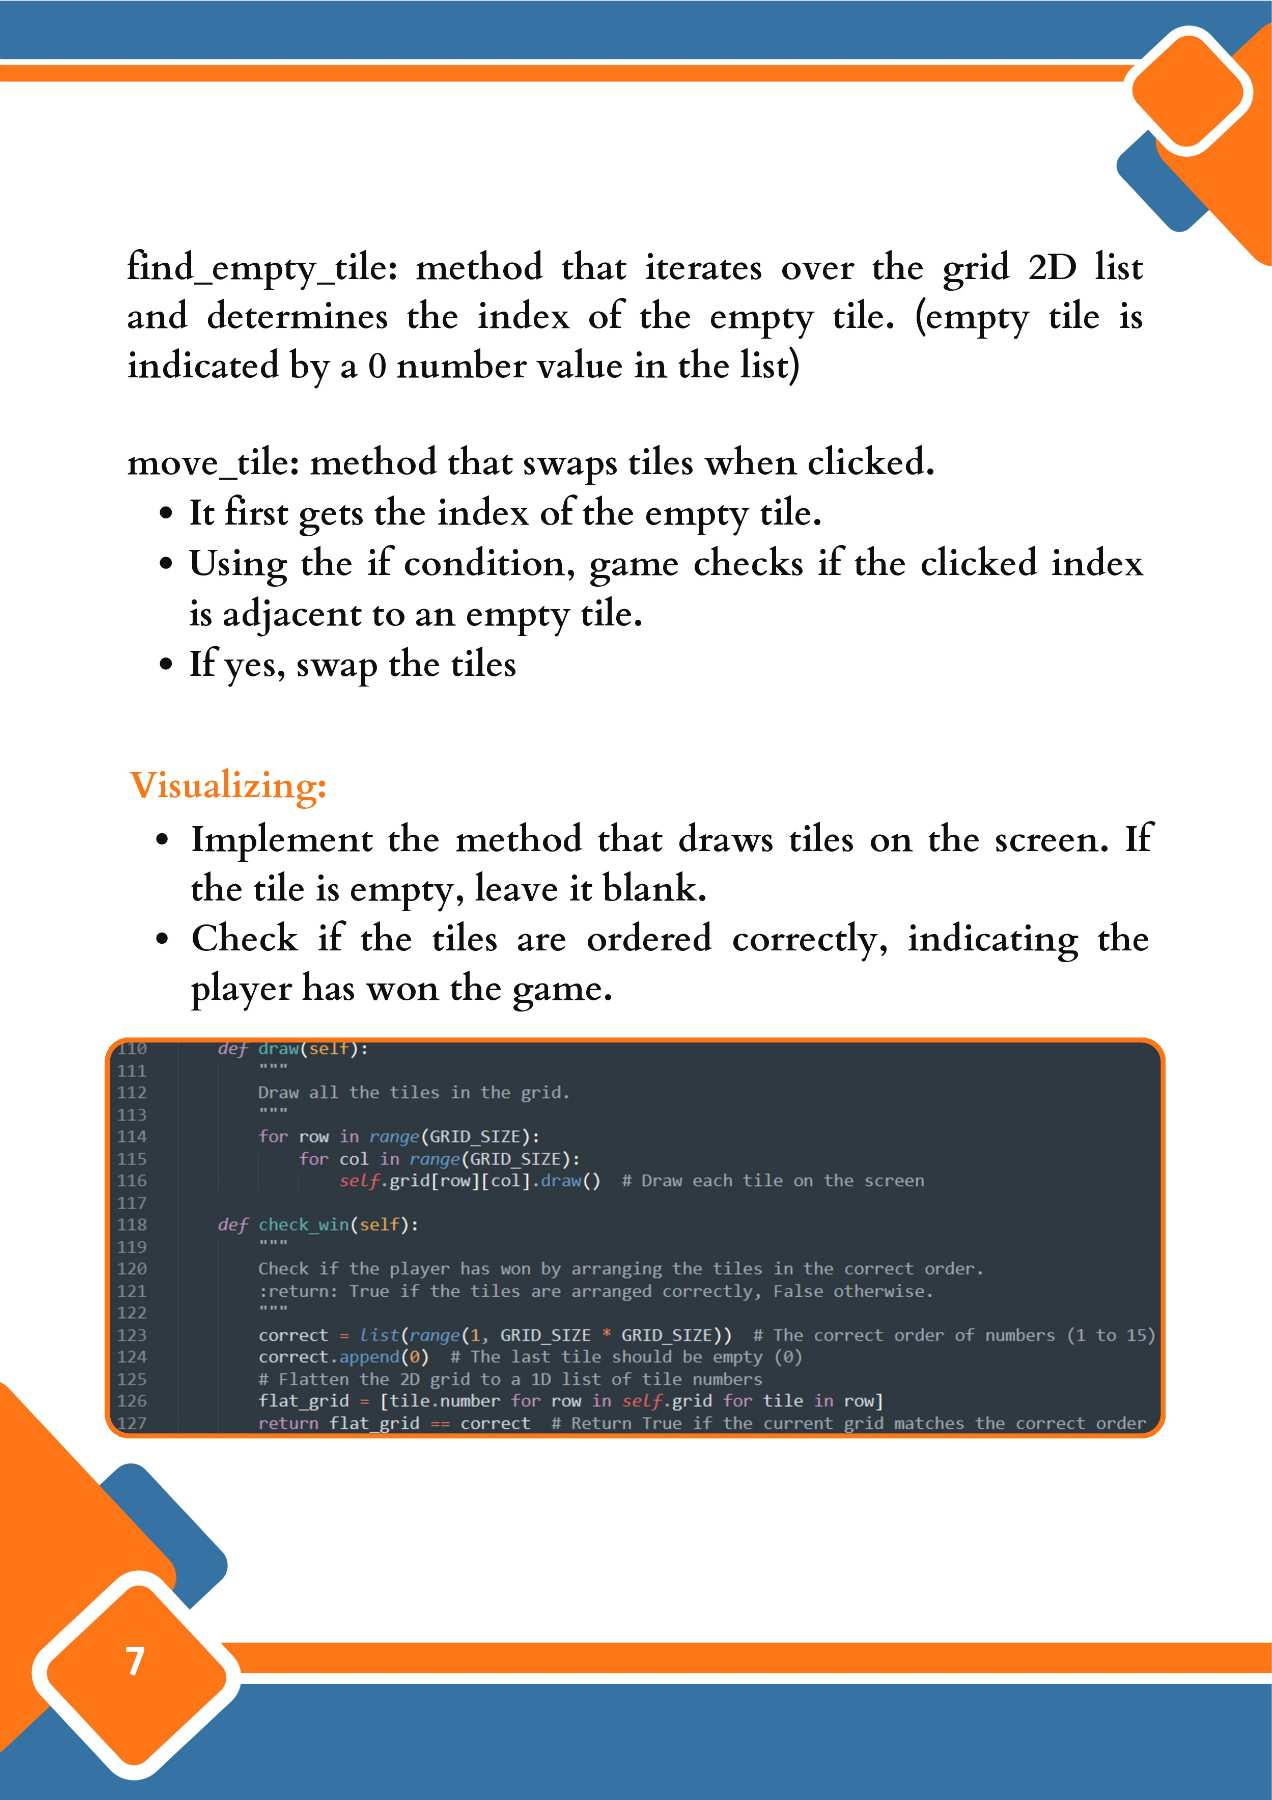 find_empty_tile: method that iterates over the grid 2D list
and determines the index of the empty tile. (empty tile is
indicated by a 0 number value in the list)
move_tile: method that swaps tiles when clicked.
• It first gets the index of the empty tile.
• Using the if condition, game checks if the clicked index
is adjacent to an empty tile.
• If yes, swap the tiles
Visualizing:
• Implement the method that draws tiles on the screen. If
the tile is empty, leave it blank.
• Check if the tiles are ordered correctly, indicating the
player has won the game.
110 def draw(self):
111 """
112 Draw all the tiles in the grid.
113 """
114 for row in range(GRID_SIZE):
115 for col in range(GRID_SIZE):
116 self.grid[row][col].draw() # Draw each tile on the screen
117
118 def check_win(self):
119 """
120 Check if the player has won by arranging the tiles in the correct order.
121 :return: True if the tiles are arranged correctly, False otherwise.
122 """
123 correct = list(range(1, GRID_SIZE * GRID_SIZE)) # The correct order of numbers (1 to 15)
124 correct.append(0) # The last tile should be empty (0)
125 # Flatten the 2D grid to a 1D list of tile numbers
126 flat_grid = [tile.number for row in self.grid for tile in row]
127 return flat_grid == correct # Return True if the current grid matches the correct order
7